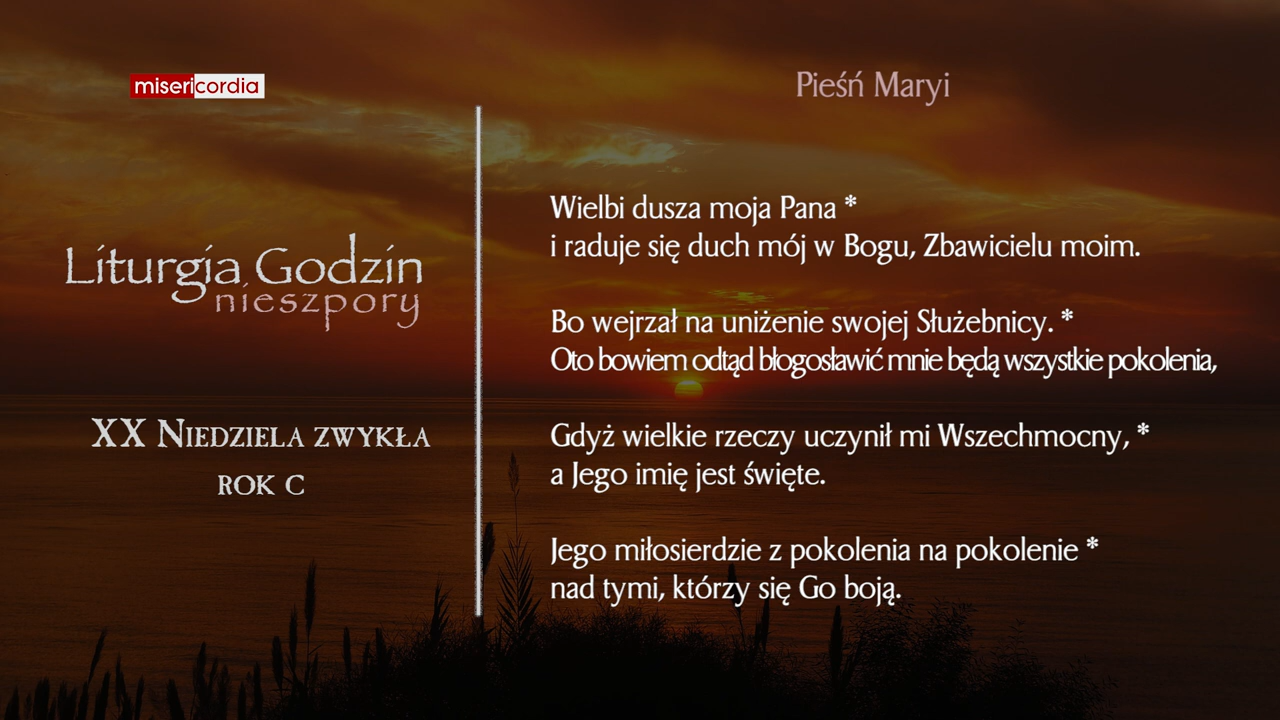 misericordia
Liturgia Godzin
nieszpory
XX Niedziela zwykła
rok C
Pieśń Maryi
Wielbi dusza moja Pana *
i raduje się duch mój w Bogu, Zbawicielu moim.
Bo wejrzał na uniżenie swojej Służebnicy. *
Oto bowiem odtąd błogosławić mnie będą wszystkie pokolenia,
Gdyż wielkie rzeczy uczynił mi Wszechmocny, *
a Jego imię jest święte.
Jego miłosierdzie z pokolenia na pokolenie *
nad tymi, którzy się Go boją.